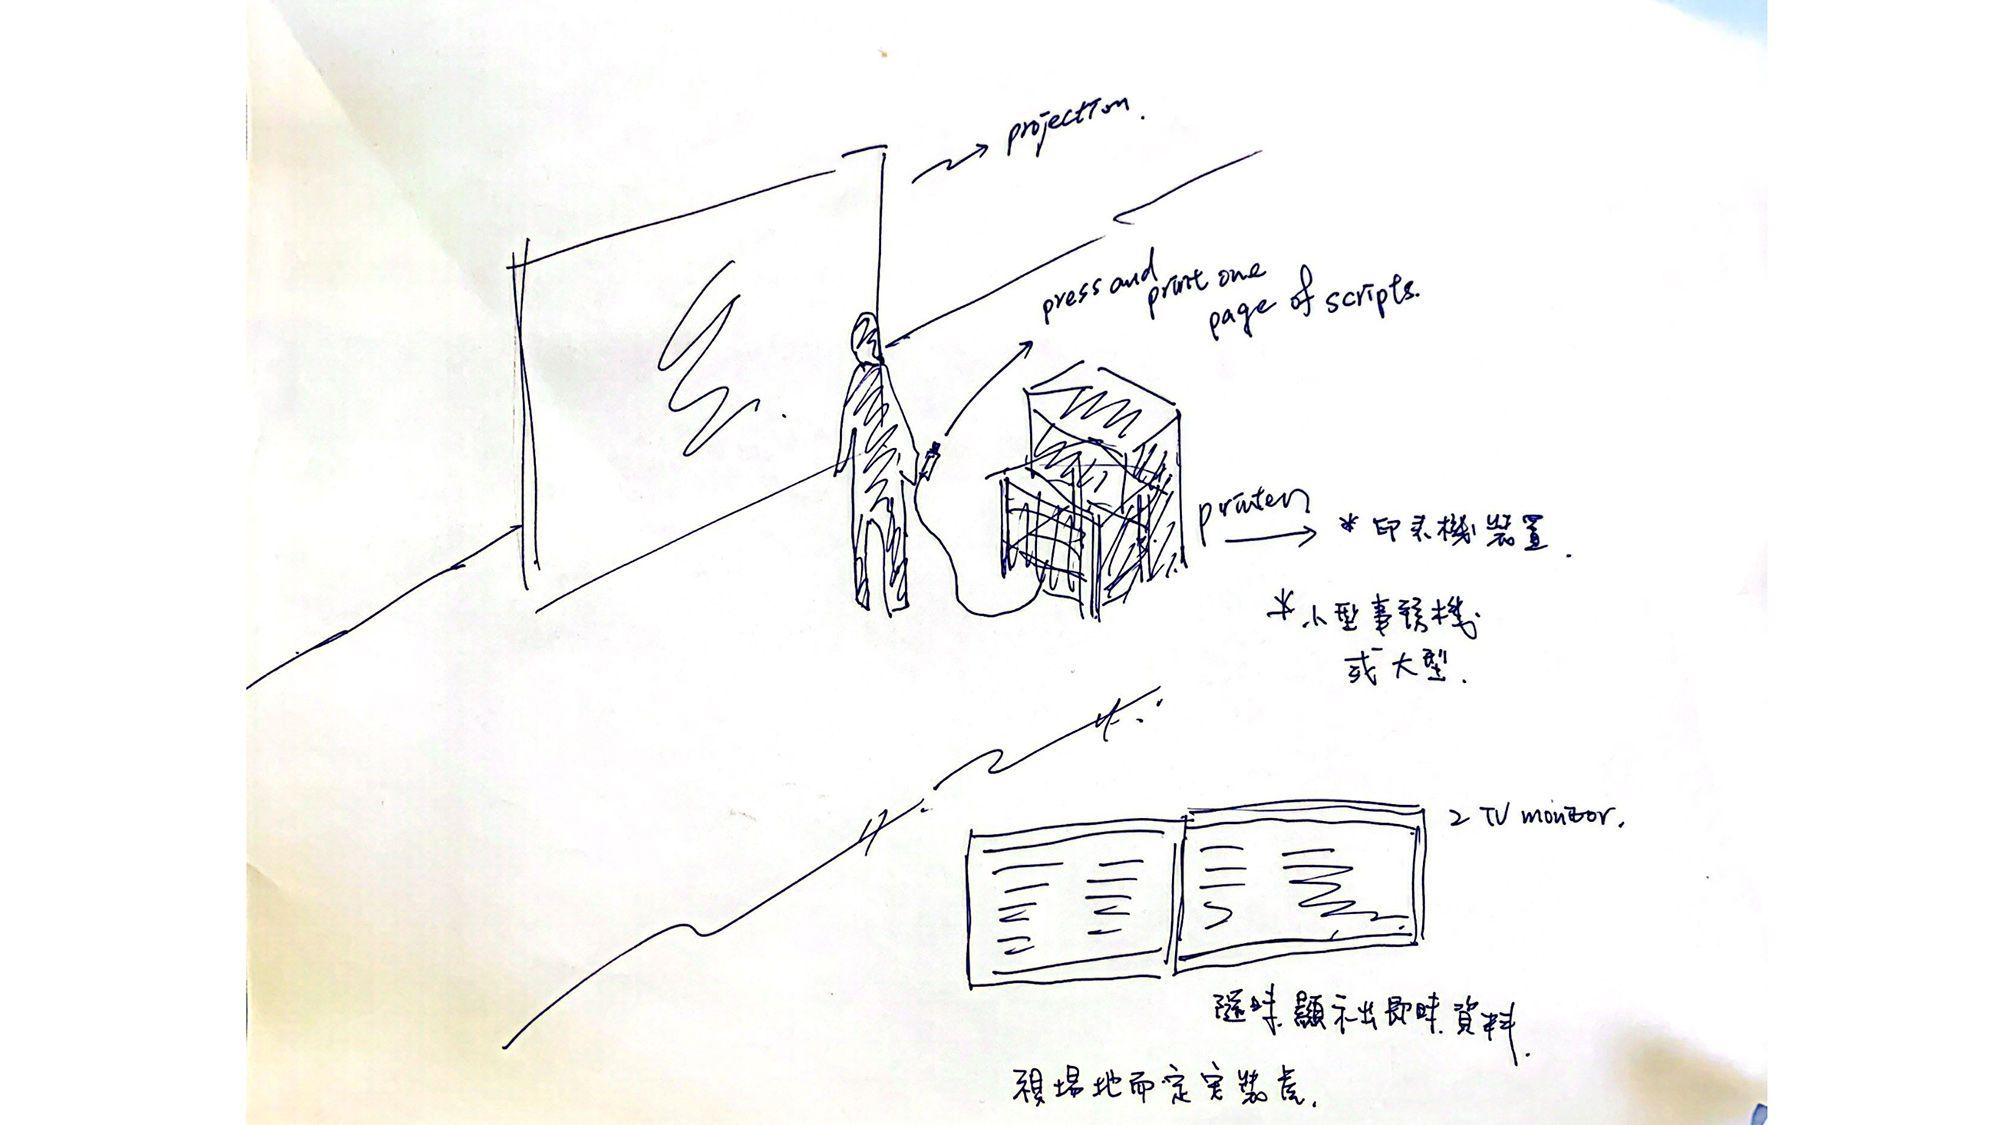 projection.
press and
print one
page of scripts.
printer
* 印表機裝置.
* 小型事務機
或大型.
2 TV monitor.
隨時顯示出即時資料.
視場地而定安裝處.